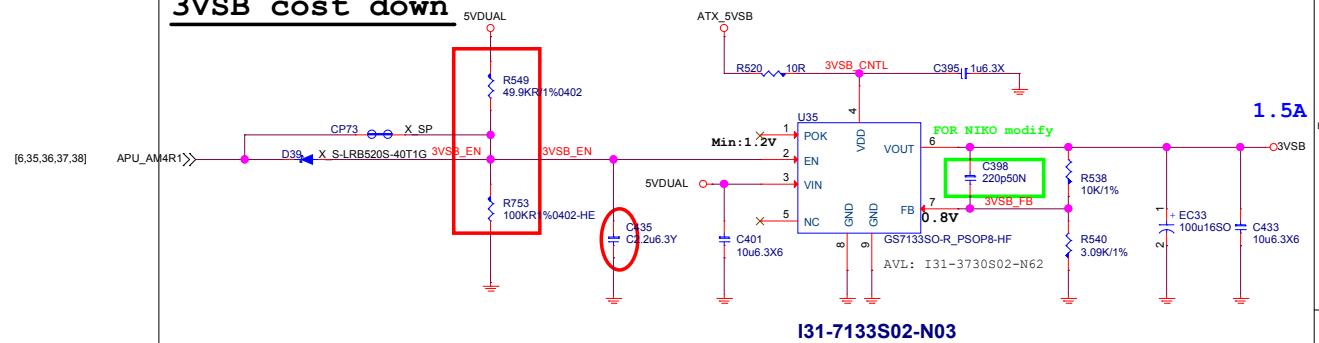 3VSB cost down
5VDUAL
ATX_5VSB
R520 10R
3VSB_CNTL
C395 1u6.3X
R549
49.9KR/1%0402
U35
4
1.5A
FOR NIKO modify
CP73 X_SP
Min:1.2V
1 POK
VDD
VOUT 6
3VSB
[6,35,36,37,38] APU_AM4R1
D39 X_S-LRB520S-40T1G
3VSB_EN
3VSB_EN
2 EN
C398
220p50N
R538
10K/1%
5VDUAL
3 VIN
R753
100KR1%0402-HE
5 NC
GND
GND
FB 7
3VSB_FB
0.8V
C435
C2.2u6.3Y
C401
10u6.3X6
8
9
GS7133SO-R_PSOP8-HF
AVL: I31-3730S02-N62
R540
3.09K/1%
1
+ EC33
100u16SO
2
C433
10u6.3X6
I31-7133S02-N03